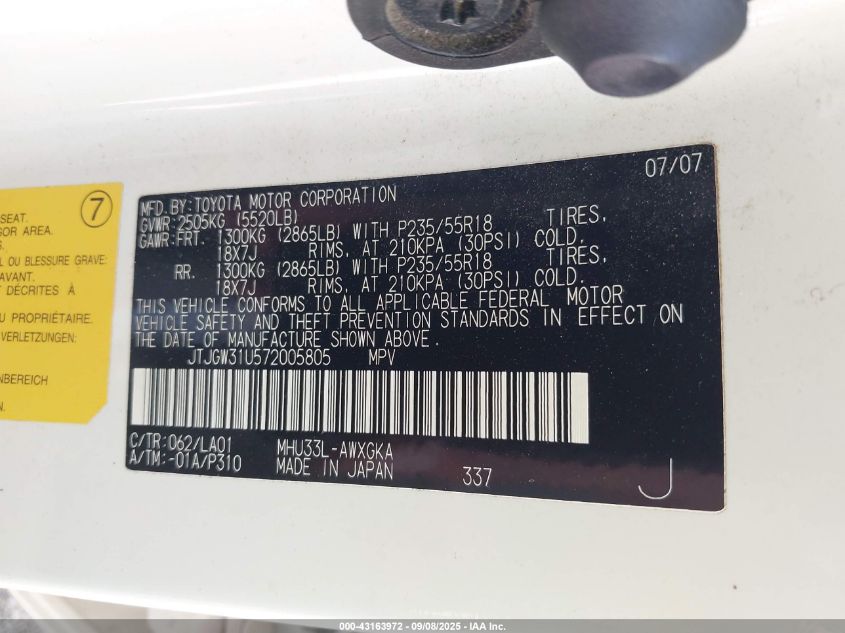 7
SEAT.
SOR AREA.
S.
L OU BLESSURE GRAVE:
AVANT.
T DÉCRITES À
U PROPRIÉTAIRE.
VERLETZUNGEN:
NBEREICH
N.
07/07
MFD.BY:TOYOTA MOTOR CORPORATION
GVWR:2505KG (5520LB)
GAWR:FRT. 1300KG (2865LB) WITH P235/55R18 TIRES,
18X7J RIMS, AT 210KPA (30PSI) COLD.
RR. 1300KG (2865LB) WITH P235/55R18 TIRES,
18X7J RIMS, AT 210KPA (30PSI) COLD.
THIS VEHICLE CONFORMS TO ALL APPLICABLE FEDERAL MOTOR
VEHICLE SAFETY AND THEFT PREVENTION STANDARDS IN EFFECT ON
THE DATE OF MANUFACTURE SHOWN ABOVE.
JTJGW31U572005805 MPV
C/TR:062/LA01 MHU33L-AWXGKA
A/TM:-01A/P310 MADE IN JAPAN 337 J
000-43163972 - 09/08/2025 - IAA Inc.